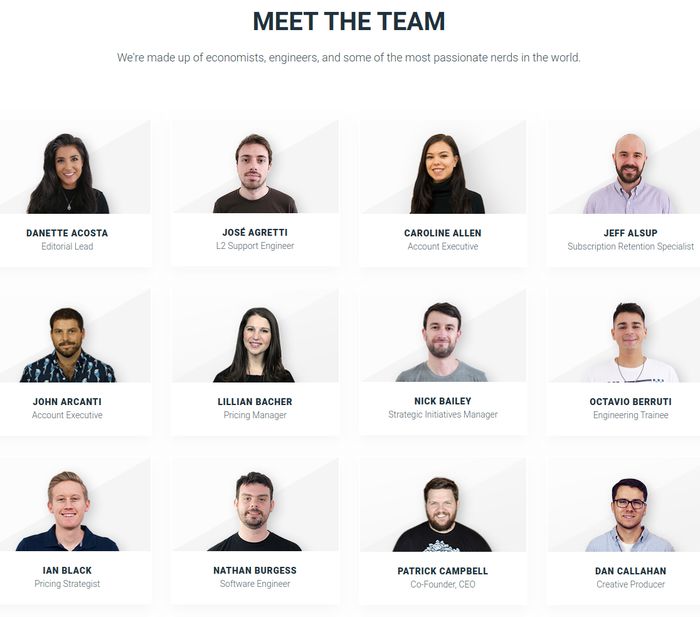 MEET THE TEAM
We're made up of economists, engineers, and some of the most passionate nerds in the world.
DANETTE ACOSTA
Editorial Lead
JOSÉ AGRETTI
L2 Support Engineer
CAROLINE ALLEN
Account Executive
JEFF ALSUP
Subscription Retention Specialist
JOHN ARCANTI
Account Executive
LILLIAN BACHER
Pricing Manager
NICK BAILEY
Strategic Initiatives Manager
OCTAVIO BERRUTI
Engineering Trainee
IAN BLACK
Pricing Strategist
NATHAN BURGESS
Software Engineer
PATRICK CAMPBELL
Co-Founder, CEO
DAN CALLAHAN
Creative Producer